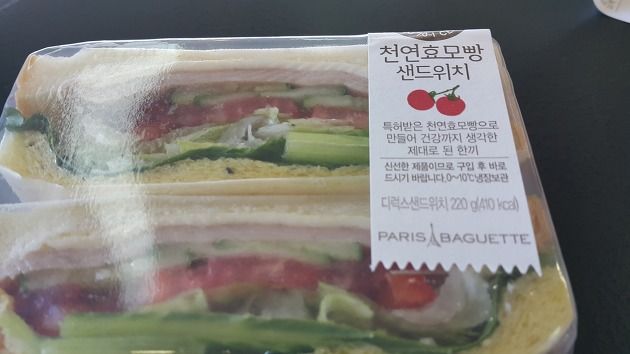 천연효모빵
샌드위치
특허받은 천연효모빵으로
만들어 건강까지 생각한
제대로 된 한끼
신선한 제품이므로 구입 후 바로
드시기 바랍니다.0~10℃냉장보관
디럭스샌드위치 220 g(410 kcal)
PARIS BAGUETTE